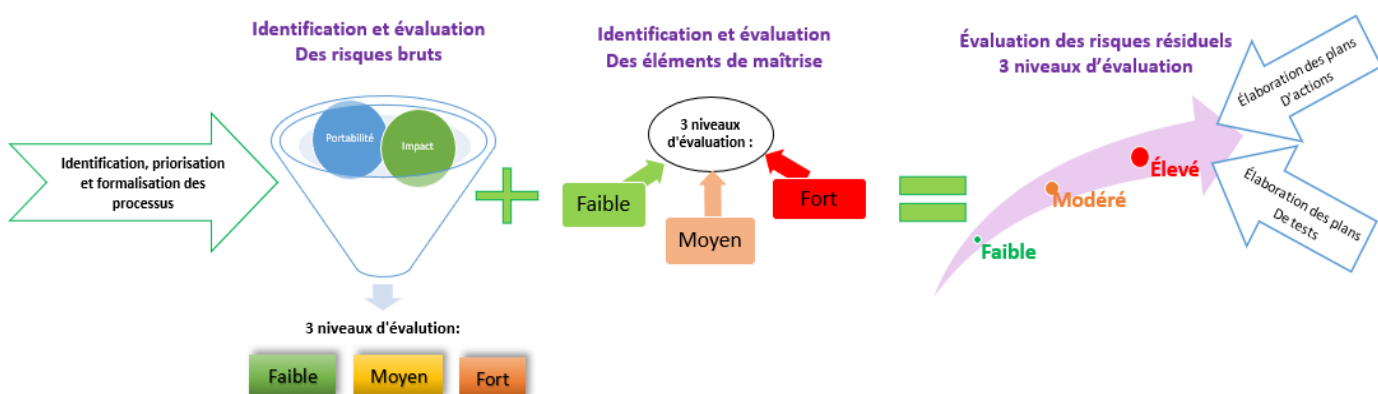 Identification, priorisation
et formalisation des
processus
Identification et évaluation
Des risques bruts
Portabilité
Impact
3 niveaux d'évalution:
Faible
Moyen
Fort
Identification et évaluation
Des éléments de maîtrise
3 niveaux
d'évaluation :
Faible
Moyen
Fort
Évaluation des risques résiduels
3 niveaux d’évaluation
Faible
Modéré
Élevé
Élaboration des plans
D'actions
Élaboration des plans
De tests